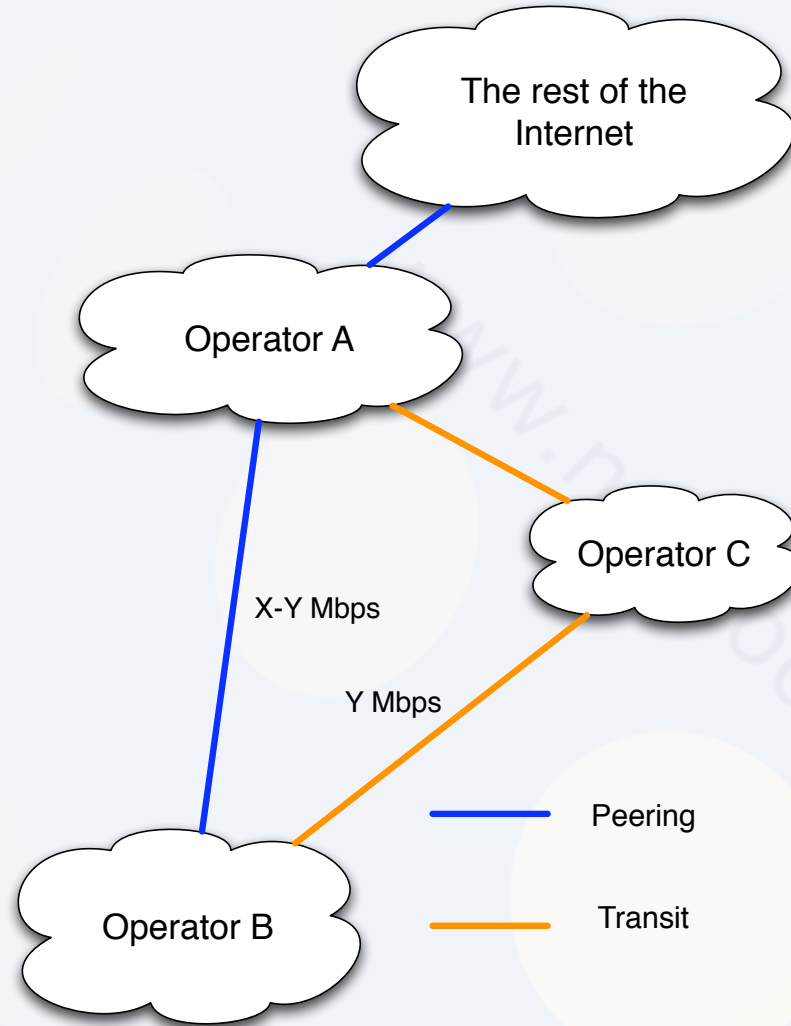 The rest of the
Internet
Operator A
Operator C
X-Y Mbps
Y Mbps
Peering
Operator B
Transit